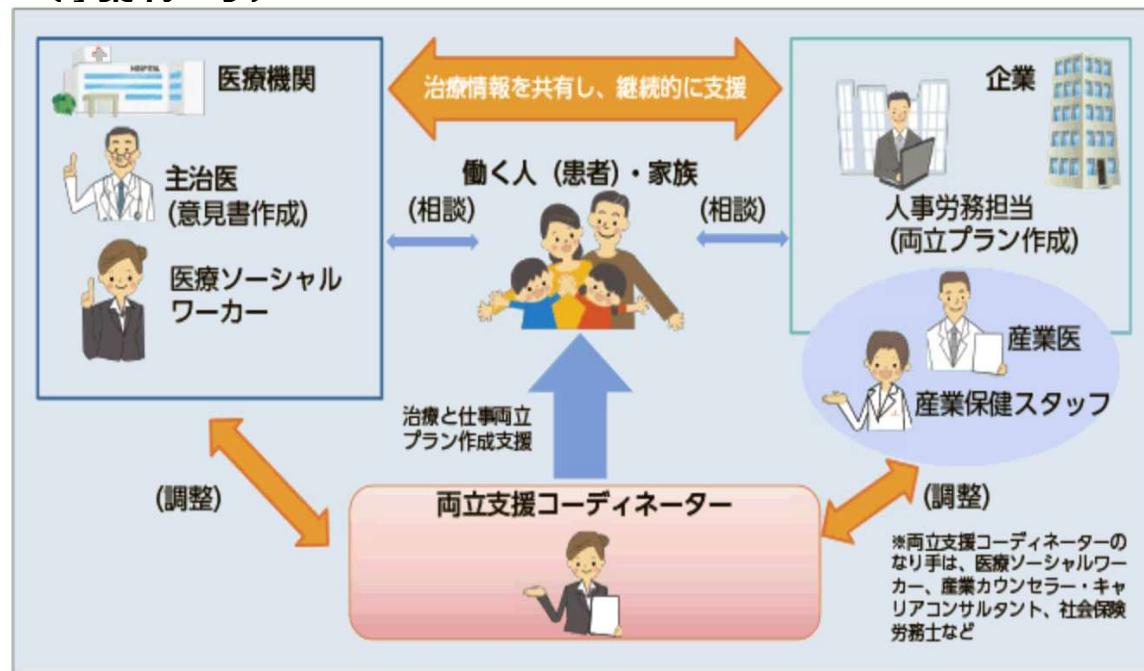 医療機関
HOSPITAL
主治医
(意見書作成)
医療ソーシャル
ワーカー
治療情報を共有し、継続的に支援
働く人(患者)・家族
(相談)
(相談)
企業
人事労務担当
(両立プラン作成)
産業医
産業保健スタッフ
治療と仕事両立
プラン作成支援
(調整)
両立支援コーディネーター
(調整)
※両立支援コーディネーターの
なり手は、医療ソーシャルワー
カー、産業カウンセラー・キャ
リアコンサルタント、社会保険
労務士など